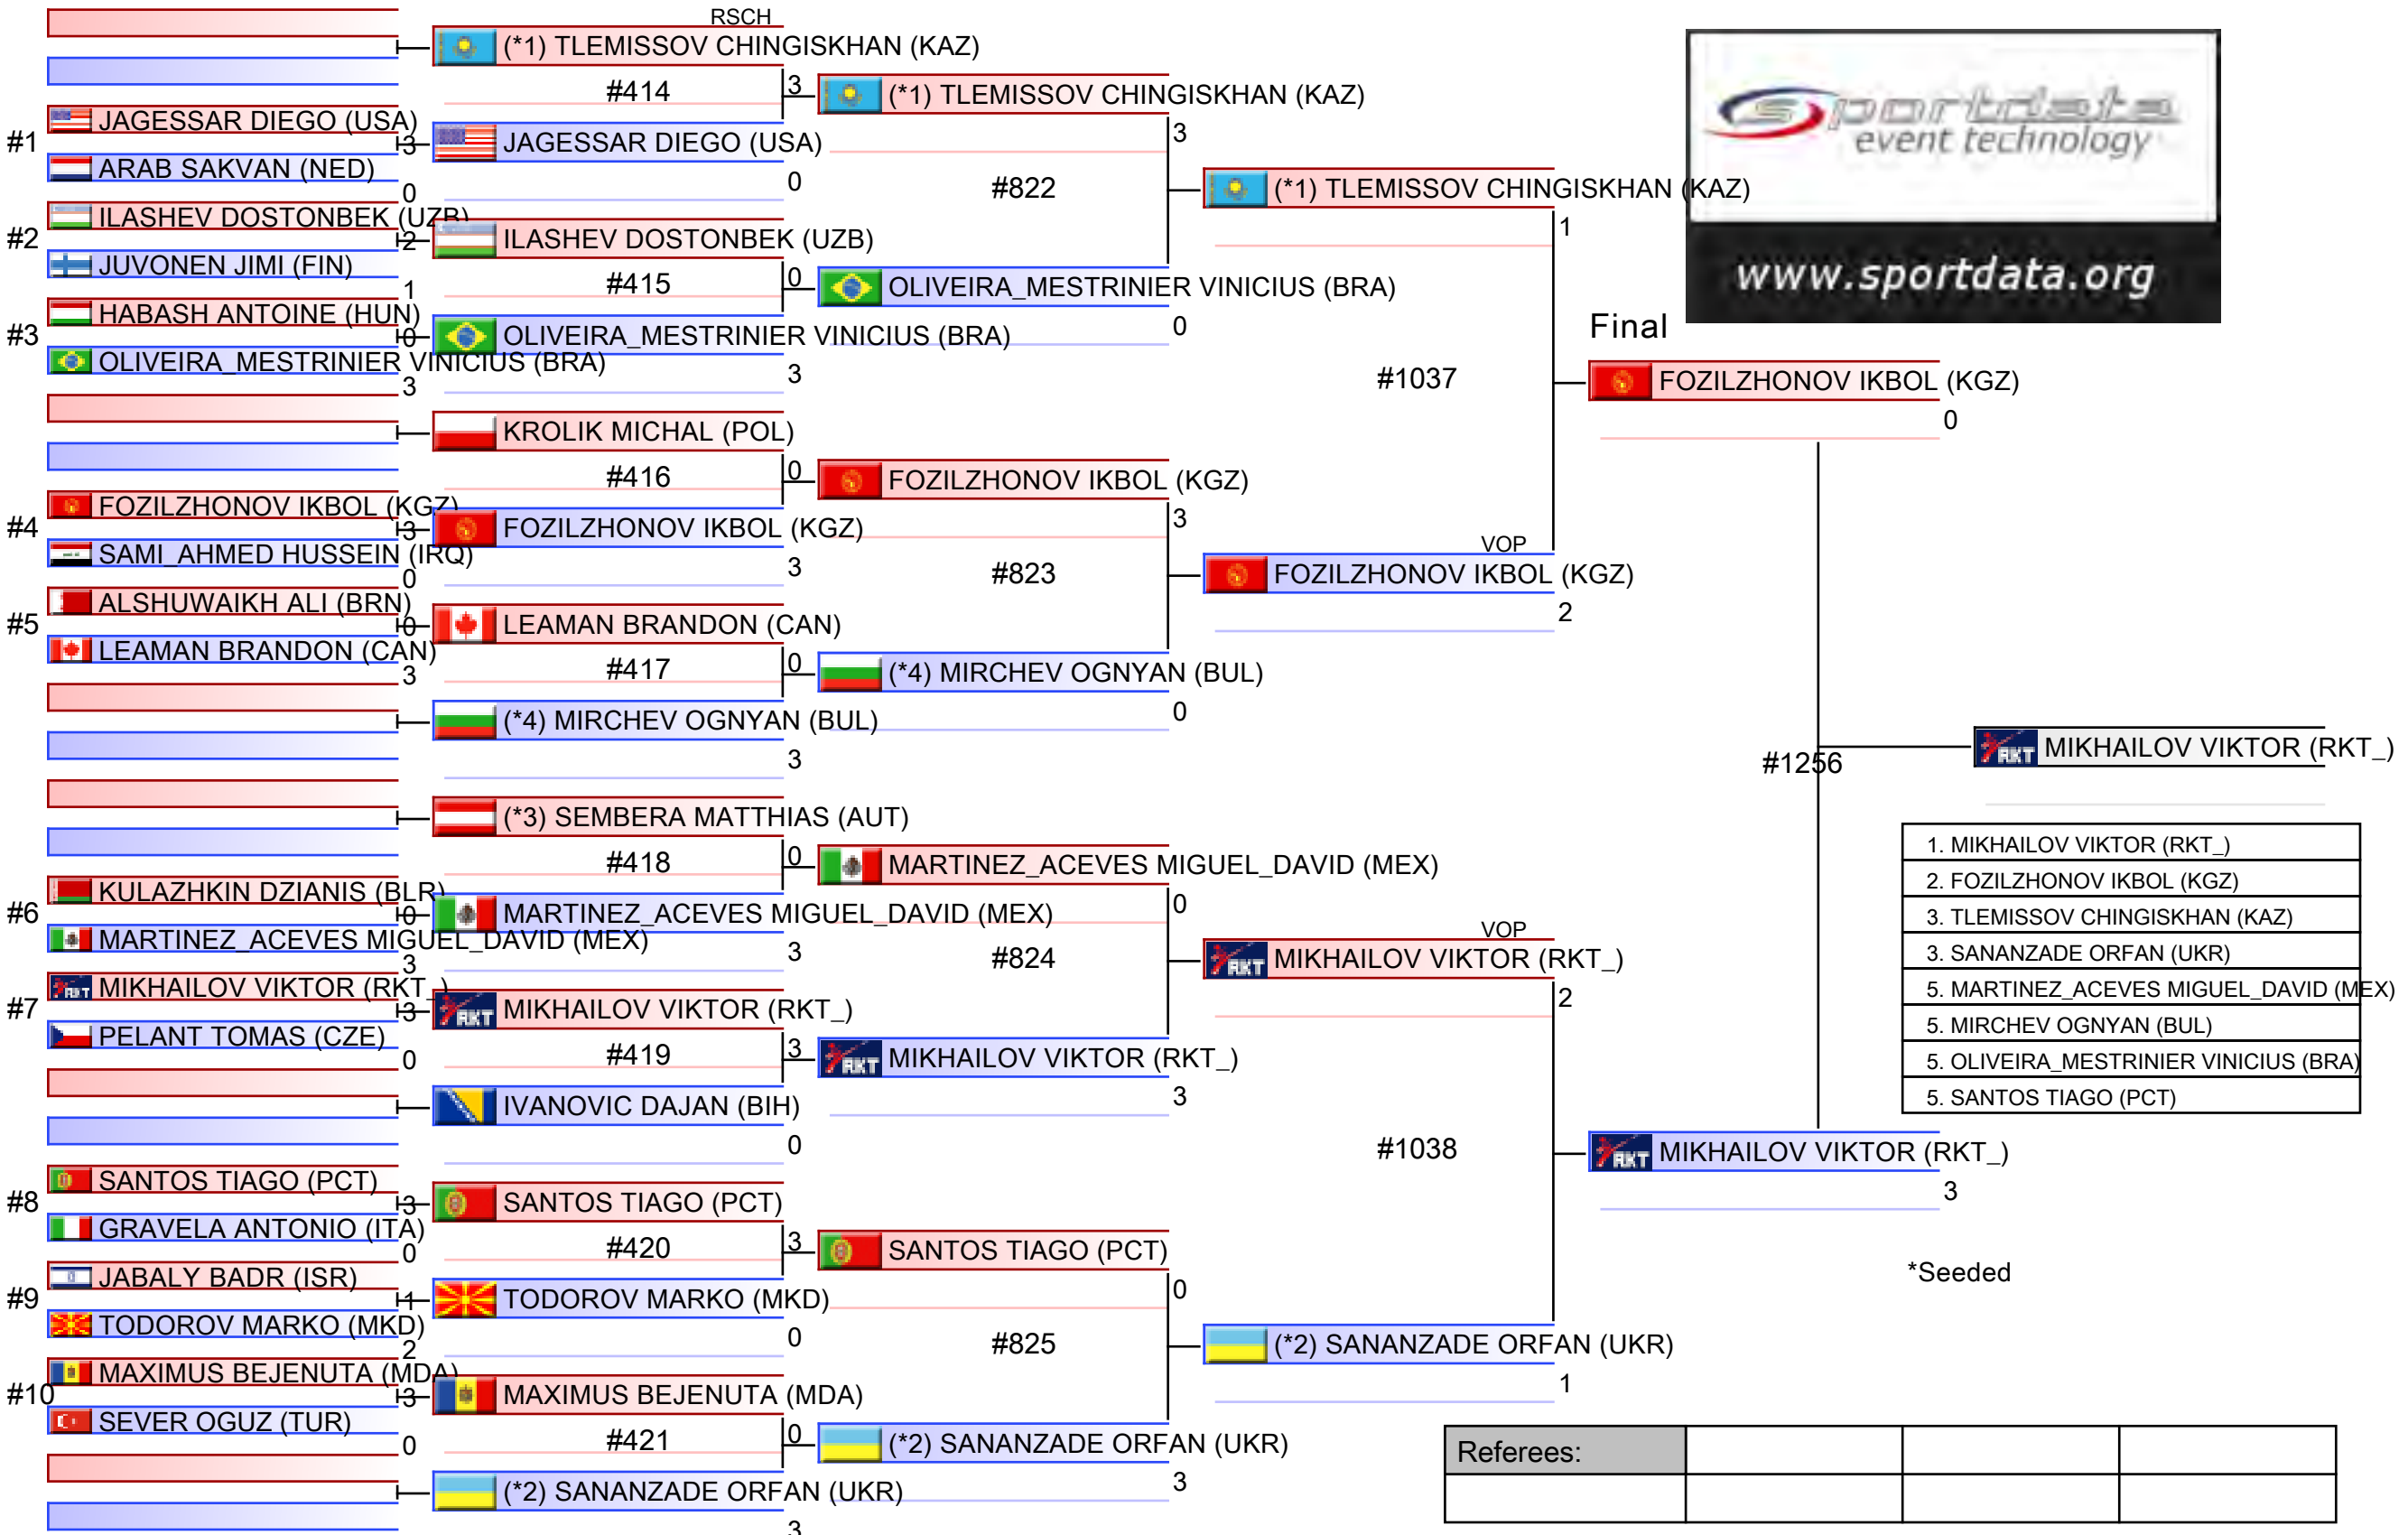 RSCH
(*1) TLEMISSOV CHINGISKHAN (KAZ)
#414
3
(*1) TLEMISSOV CHINGISKHAN (KAZ)
3
#1
JAGESSAR DIEGO (USA)
3
ARAB SAKVAN (NED)
0
JAGESSAR DIEGO (USA)
0
#822
(*1) TLEMISSOV CHINGISKHAN (KAZ)
1
#2
ILASHEV DOSTONBEK (UZB)
2
JUVONEN JIMI (FIN)
1
ILASHEV DOSTONBEK (UZB)
#415
0
OLIVEIRA_MESTRINIER VINICIUS (BRA)
0
#3
HABASH ANTOINE (HUN)
0
OLIVEIRA_MESTRINIER VINICIUS (BRA)
3
OLIVEIRA_MESTRINIER VINICIUS (BRA)
3
#1037
sportdata
event technology
www.sportdata.org
Final
FOZILZHONOV IKBOL (KGZ)
0
KROLIK MICHAL (POL)
#416
0
FOZILZHONOV IKBOL (KGZ)
3
#4
FOZILZHONOV IKBOL (KGZ)
3
SAMI_AHMED HUSSEIN (IRQ)
0
FOZILZHONOV IKBOL (KGZ)
3
#823
VOP
FOZILZHONOV IKBOL (KGZ)
2
#5
ALSHUWAIKH ALI (BRN)
0
LEAMAN BRANDON (CAN)
3
LEAMAN BRANDON (CAN)
#417
0
(*4) MIRCHEV OGNYAN (BUL)
0
(*4) MIRCHEV OGNYAN (BUL)
3
#1256
MIKHAILOV VIKTOR (RKT_)
(*3) SEMBERA MATTHIAS (AUT)
#418
0
MARTINEZ_ACEVES MIGUEL_DAVID (MEX)
0
#6
KULAZHKIN DZIANIS (BLR)
0
MARTINEZ_ACEVES MIGUEL_DAVID (MEX)
3
MARTINEZ_ACEVES MIGUEL_DAVID (MEX)
3
#824
VOP
MIKHAILOV VIKTOR (RKT_)
2
#7
MIKHAILOV VIKTOR (RKT_)
3
PELANT TOMAS (CZE)
0
MIKHAILOV VIKTOR (RKT_)
#419
3
MIKHAILOV VIKTOR (RKT_)
3
IVANOVIC DAJAN (BIH)
0
#1038
MIKHAILOV VIKTOR (RKT_)
3
1. MIKHAILOV VIKTOR (RKT_)
2. FOZILZHONOV IKBOL (KGZ)
3. TLEMISSOV CHINGISKHAN (KAZ)
3. SANANZADE ORFAN (UKR)
5. MARTINEZ_ACEVES MIGUEL_DAVID (MEX)
5. MIRCHEV OGNYAN (BUL)
5. OLIVEIRA_MESTRINIER VINICIUS (BRA)
5. SANTOS TIAGO (PCT)
#8
SANTOS TIAGO (PCT)
3
GRAVELA ANTONIO (ITA)
0
SANTOS TIAGO (PCT)
#420
3
SANTOS TIAGO (PCT)
0
#9
JABALY BADR (ISR)
1
TODOROV MARKO (MKD)
2
TODOROV MARKO (MKD)
0
#825
(*2) SANANZADE ORFAN (UKR)
1
*Seeded
#10
MAXIMUS BEJENUTA (MDA)
3
SEVER OGUZ (TUR)
0
MAXIMUS BEJENUTA (MDA)
#421
0
(*2) SANANZADE ORFAN (UKR)
3
(*2) SANANZADE ORFAN (UKR)
3
Referees: